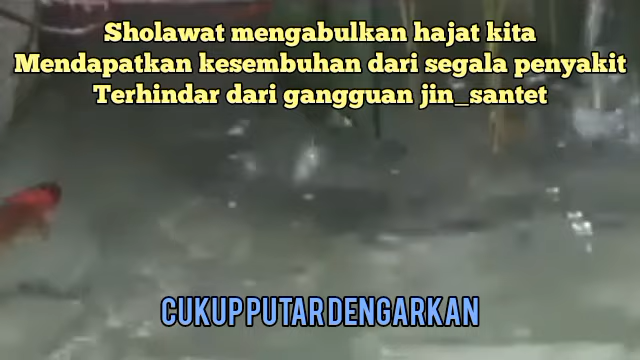 Sholawat mengabulkan hajat kita
Mendapatkan kesembuhan dari segala penyakit
Terhindar dari gangguan jin_santet
CUKUP PUTAR DENGARKAN